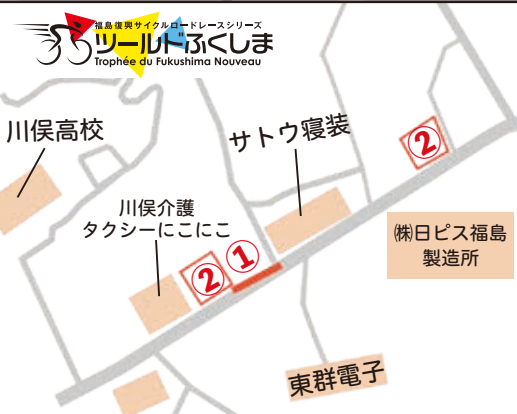 福島復興サイクルロードレースシリーズ
ツールドふくしま
Trophée du Fukushima Nouveau
川俣高校
サトウ寝装
②
川俣介護
タクシーにこにこ
㈱日ピス福島
製造所
①
②
東群電子